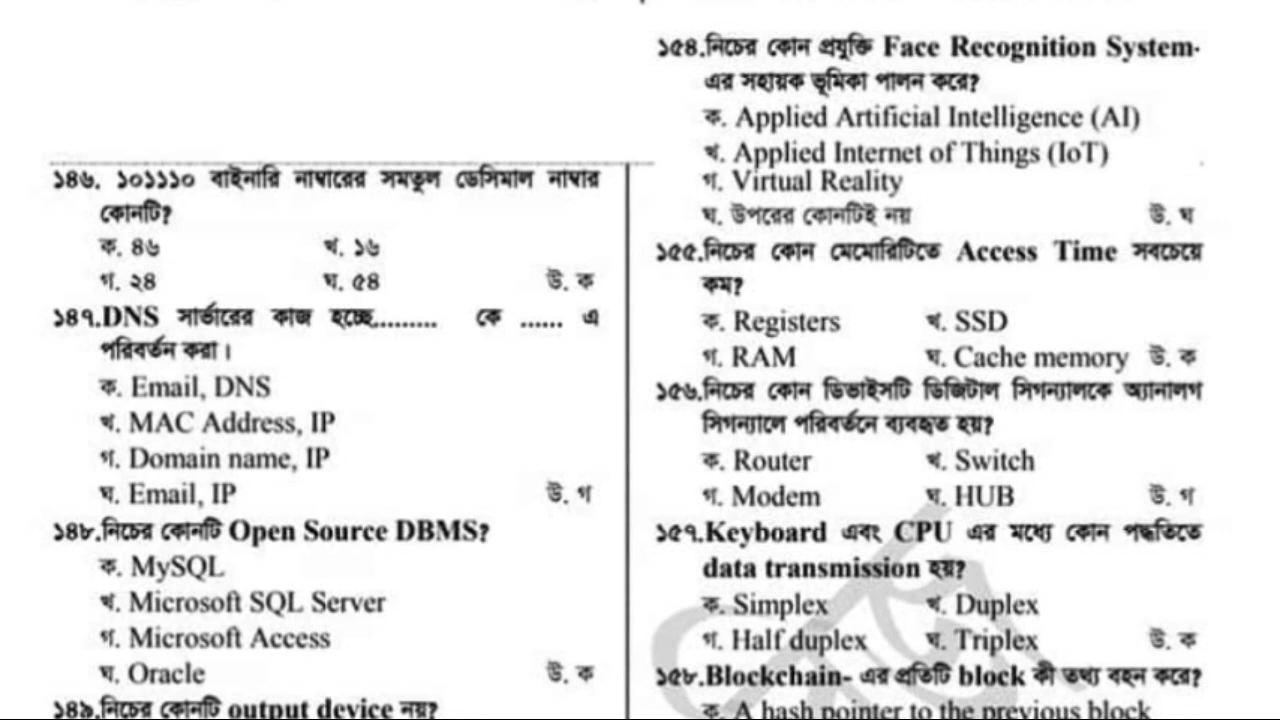 ১৪৬. ১০১১১০ বাইনারি নাম্বারের সমতুল ডেসিমাল নাম্বার
কোনটি?
ক. ৪৬ খ. ১৬
গ. ২৪ ঘ. ৫৪ উ. ক
১৪৭.DNS সার্ভারের কাজ হচ্ছে......... কে ...... এ
পরিবর্তন করা।
ক. Email, DNS
খ. MAC Address, IP
গ. Domain name, IP
ঘ. Email, IP উ. গ
১৪৮.নিচের কোনটি Open Source DBMS?
ক. MySQL
খ. Microsoft SQL Server
গ. Microsoft Access
ঘ. Oracle উ. ক
১৪৯.নিচের কোনটি output device নয়?
১৫৪.নিচের কোন প্রযুক্তি Face Recognition System-
এর সহায়ক ভূমিকা পালন করে?
ক. Applied Artificial Intelligence (AI)
খ. Applied Internet of Things (IoT)
গ. Virtual Reality
ঘ. উপরের কোনটিই নয় উ. ঘ
১৫৫.নিচের কোন মেমোরিটিতে Access Time সবচেয়ে
কম?
ক. Registers খ. SSD
গ. RAM ঘ. Cache memory উ. ক
১৫৬.নিচের কোন ডিভাইসটি ডিজিটাল সিগন্যালকে অ্যানালগ
সিগন্যালে পরিবর্তনে ব্যবহৃত হয়?
ক. Router খ. Switch
গ. Modem ঘ. HUB উ. গ
১৫৭.Keyboard এবং CPU এর মধ্যে কোন পদ্ধতিতে
data transmission হয়?
ক. Simplex খ. Duplex
গ. Half duplex ঘ. Triplex উ. ক
১৫৮.Blockchain- এর প্রতিটি block কী তথ্য বহন করে?
ক. A hash pointer to the previous block